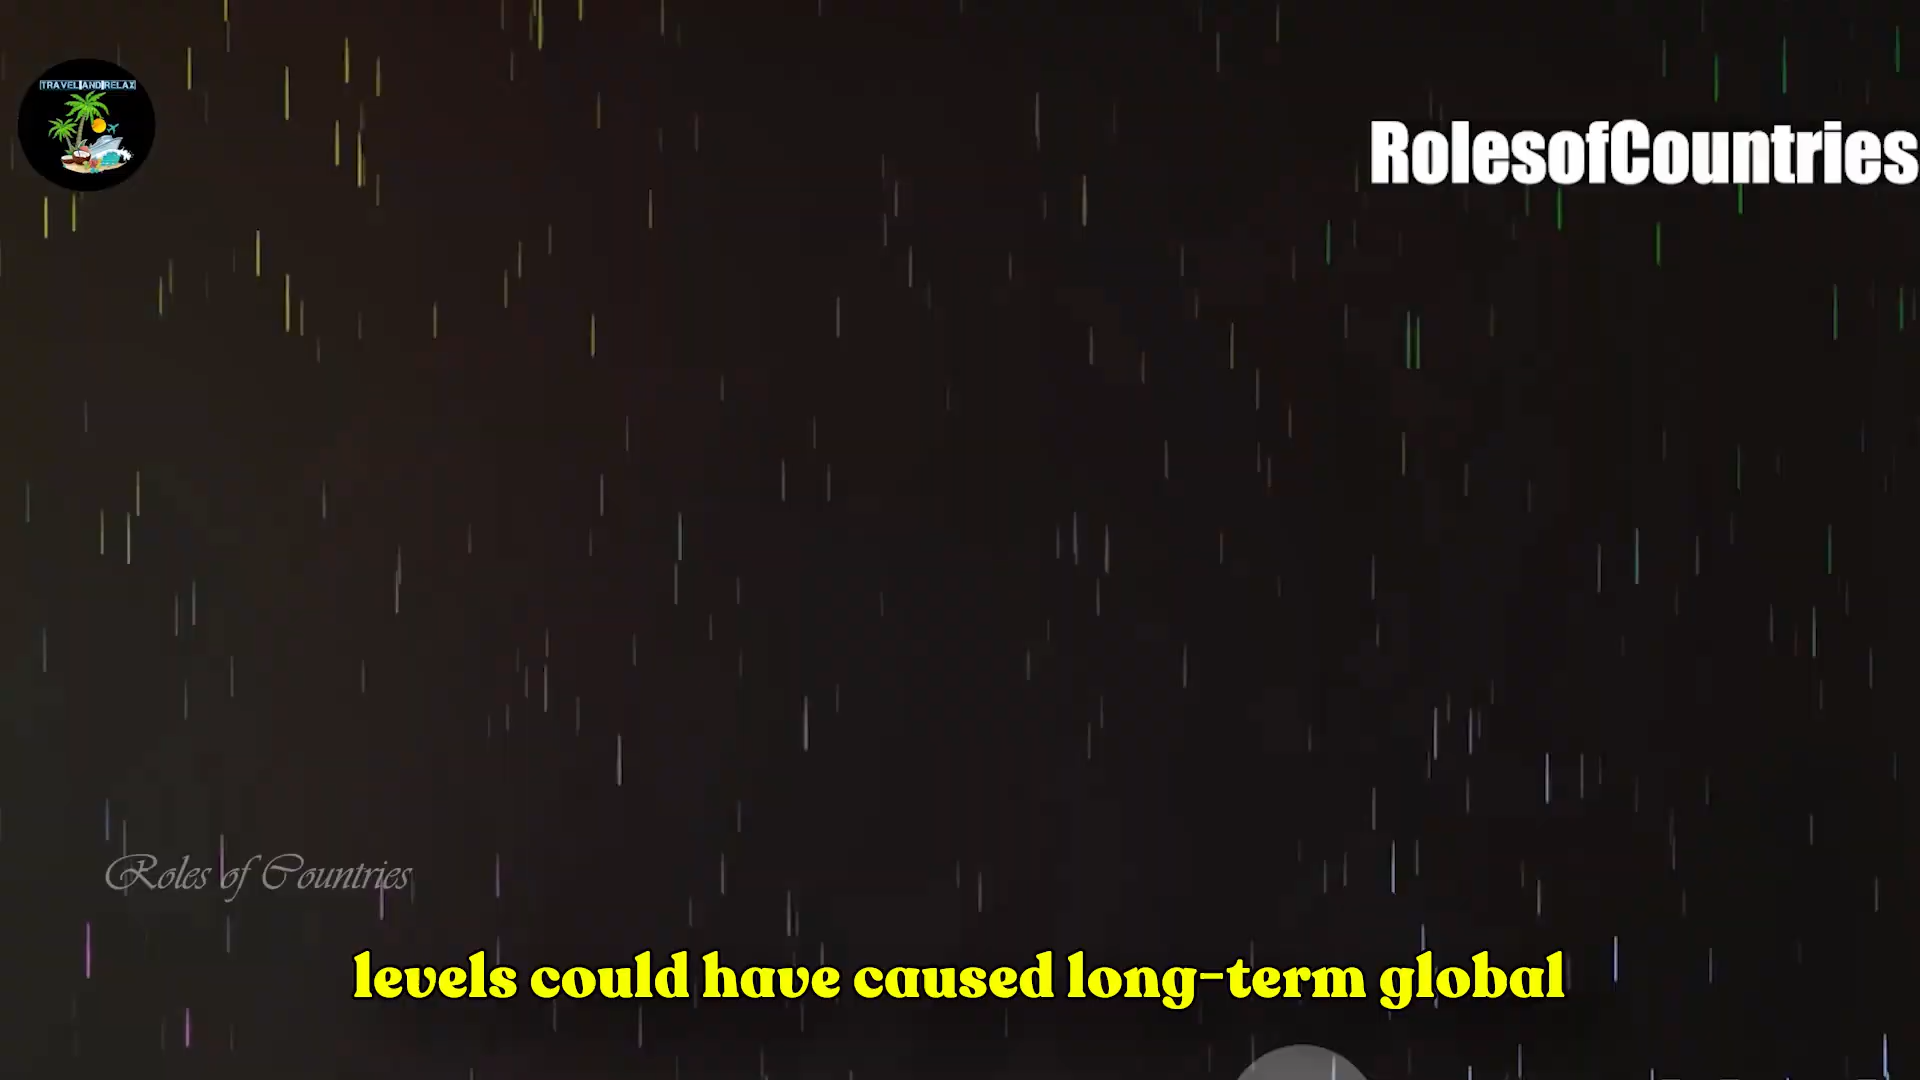 TRAVEL AND RELAX
RolesofCountries
Roles of Countries
levels could have caused long-term global